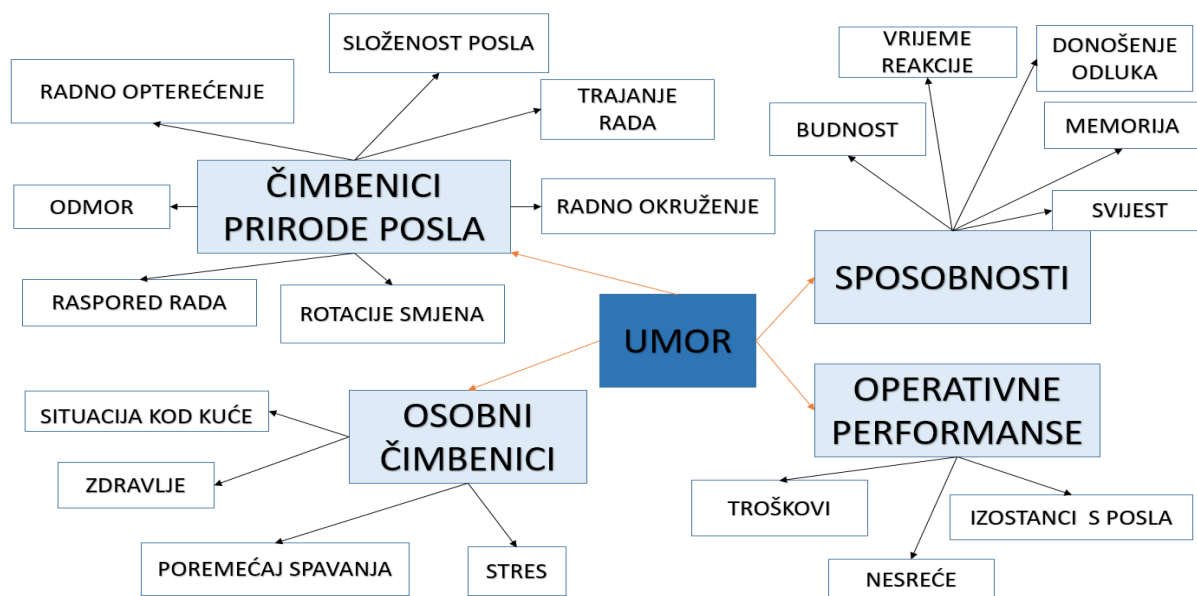 SLOŽENOST POSLA
RADNO OPTEREĆENJE
TRAJANJE
RADA
ČIMBENICI
PRIRODE POSLA
ODMOR
RADNO OKRUŽENJE
RASPORED RADA
ROTACIJE SMJENA
VRIJEME
REAKCIJE
DONOŠENJE
ODLUKA
BUDNOST
MEMORIJA
SVIJEST
SPOSOBNOSTI
UMOR
OSOBNI
ČIMBENICI
SITUACIJA KOD KUĆE
ZDRAVLJE
POREMEĆAJ SPAVANJA
STRES
OPERATIVNE
PERFORMANSE
TROŠKOVI
IZOSTANCI S POSLA
NESREĆE